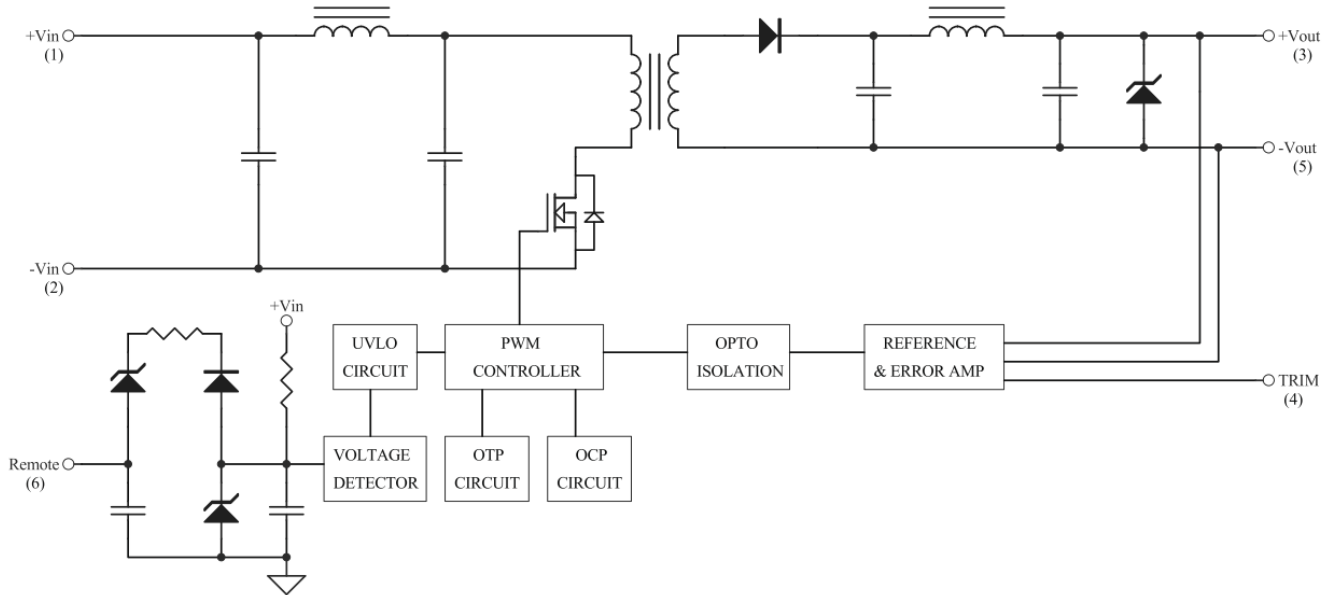 +Vin
(1)
+Vout
(3)
-Vout
(5)
-Vin
(2)
+Vin
UVLO
CIRCUIT
PWM
CONTROLLER
OPTO
ISOLATION
REFERENCE
& ERROR AMP
TRIM
(4)
Remote
(6)
VOLTAGE
DETECTOR
OTP
CIRCUIT
OCP
CIRCUIT